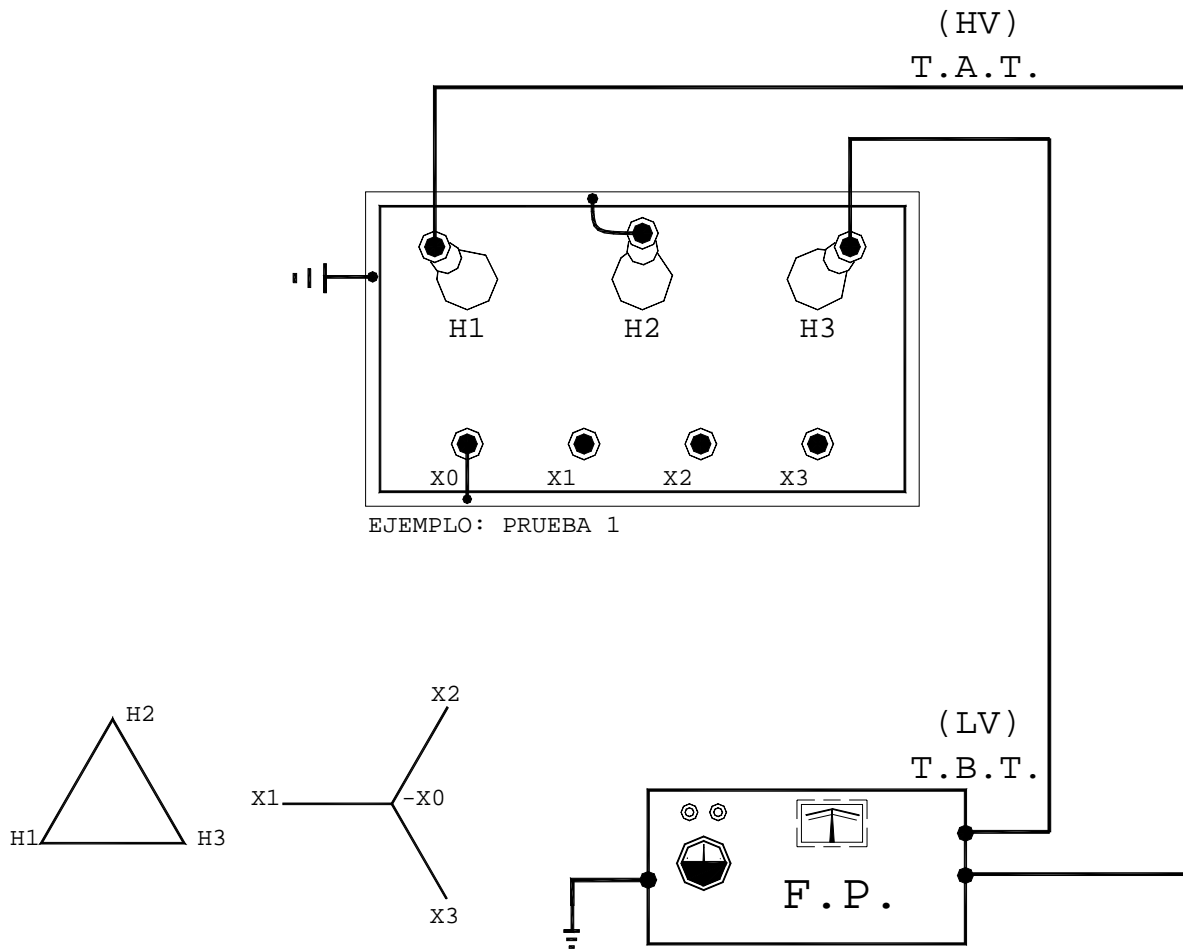 (HV)
T.A.T.
H1 H2 H3
X0 X1 X2 X3
EJEMPLO: PRUEBA 1
H2
H1 H3
X2
X1 -X0
X3
(LV)
T.B.T.
F.P.